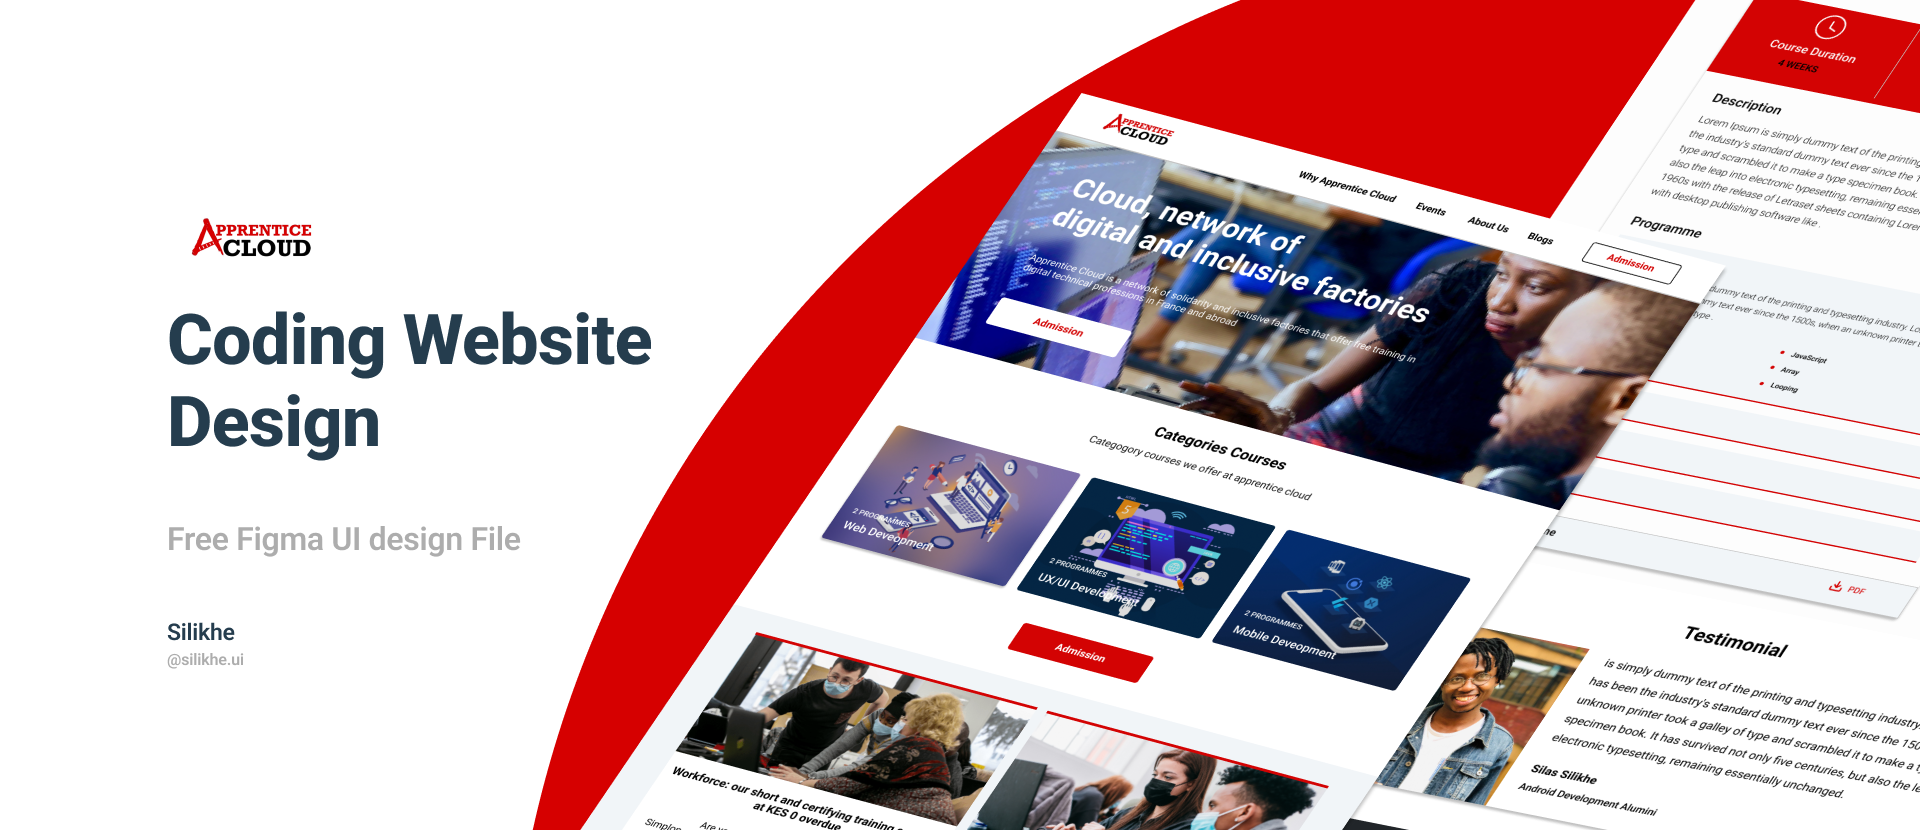 APPRENTICE
CLOUD
Coding Website
Design
Free Figma UI design File
Silikhe
@silikhe.ui
APPRENTICE
CLOUD
Why Apprentice Cloud
Events
About Us
Blogs
Admission
Cloud, network of
digital and inclusive factories
Apprentice Cloud is a network of solidarity and inclusive factories that offer free training in
digital technical professions in France and abroad
Admission
Categories Courses
Categogory courses we offer at apprentice cloud
2 PROGRAMMES
Web Deveopment
2 PROGRAMMES
UX/UI Development
2 PROGRAMMES
Mobile Deveopment
Admission
Workforce: our short and certifying training
at KES 0 overdue
Simplon
Are
Course Duration
4 WEEKS
Description
Lorem Ipsum is simply dummy text of the printing
the industry's standard dummy text ever since the
type and scrambled it to make a type specimen book.
also the leap into electronic typesetting, remaining
1960s with the release of Letraset sheets containing
with desktop publishing software like .
Programme
dummy text of the printing and typesetting industry.
text ever since the 1500s, when an unknown printer
type.
JavaScript
Array
Looping
PDF
Testimonial
is simply dummy text of the printing and typesetting industry
has been the industry's standard dummy text ever since the
unknown printer took a galley of type and scrambled it to make a
specimen book. It has survived not only five centuries, but also the
electronic typesetting, remaining essentially unchanged.
Silas Silikhe
Android Development Alumini